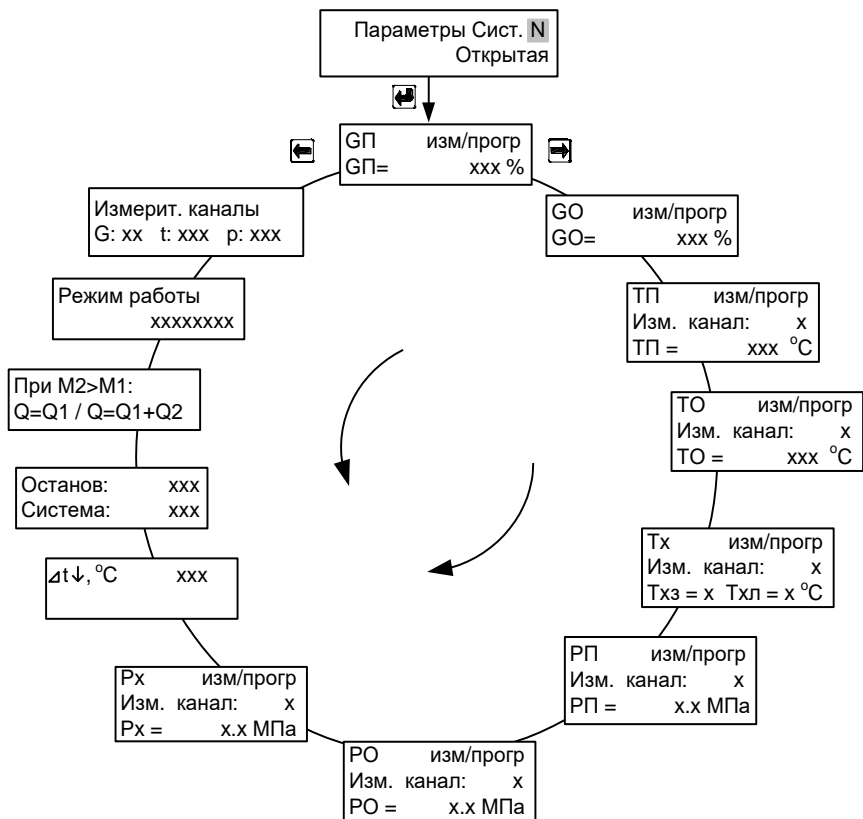 Параметры Сист. N
Открытая
GП изм/прогр
GП= xxx %
GO изм/прогр
GO= xxx %
ТП изм/прогр
Изм. канал: x
ТП = xxx °C
ТО изм/прогр
Изм. канал: x
ТО = xxx °C
Тх изм/прогр
Изм. канал: x
Тхз = x Тхл = x °C
РП изм/прогр
Изм. канал: x
РП = x.x МПа
РО изм/прогр
Изм. канал: x
РО = x.x МПа
Рх изм/прогр
Изм. канал: x
Рх = x.x МПа
⊿t↓, °C xxx
Останов: xxx
Система: xxx
При М2>М1:
Q=Q1 / Q=Q1+Q2
Режим работы
xxxxxxxx
Измерит. каналы
G: xx t: xxx p: xxx